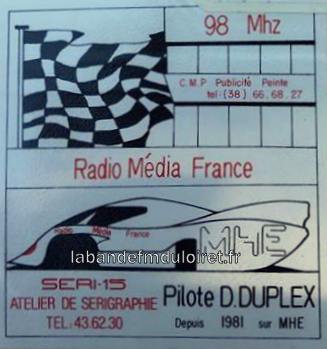 98 Mhz
C.M.P Publicité Peinte
tel:(38) 66.68.27
Radio Média France
Radio Média France
MHE
labandefmduloiret.fr
SERI-15
ATELIER DE SERIGRAPHIE
TEL: 43.62.30
Pilote D.DUPLEX
Depuis 1981 sur MHE